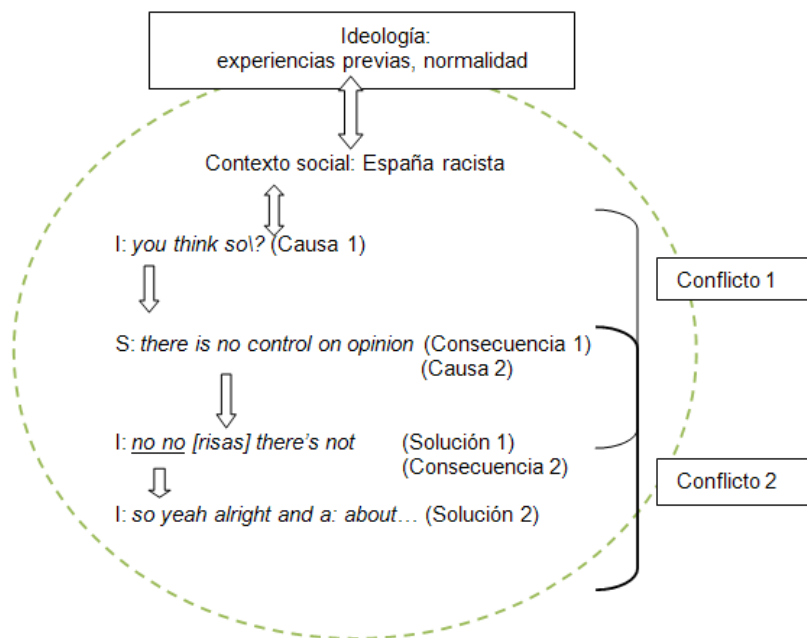 Ideología:
experiencias previas, normalidad
Contexto social: España racista
I: you think so\? (Causa 1)
Conflicto 1
S: there is no control on opinion (Consecuencia 1)
(Causa 2)
I: no no [risas] there's not (Solución 1)
(Consecuencia 2)
Conflicto 2
I: so yeah alright and a: about… (Solución 2)